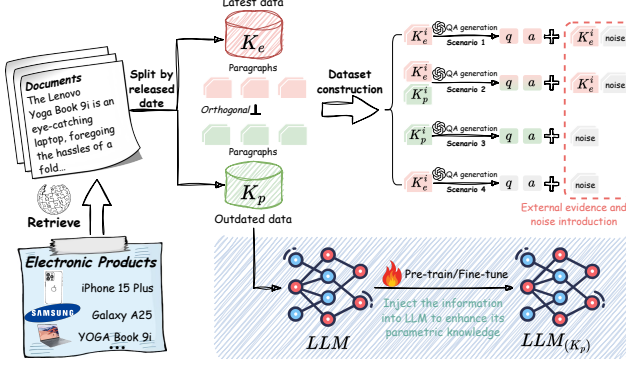 Latest data
K_e
Paragraphs
Orthogonal ⊥
Paragraphs
K_p
Outdated data
Documents
The Lenovo
Yoga Book 9i is an
eye-catching
laptop, foregoing
the hassles of a
fold...
Split by
released
date
Retrieve
Electronic Products
iPhone 15 Plus
SAMSUNG
Galaxy A25
YOGA Book 9i
...
Dataset
construction
K_e^i
QA generation
Scenario 1
q a + K_e^i noise
K_e^i
K_p^i
QA generation
Scenario 2
q a + K_e^i noise
K_p^i
QA generation
Scenario 3
q a + noise
K_e^i
QA generation
Scenario 4
q a + noise
External evidence and
noise introduction
LLM
Pre-train/Fine-tune
Inject the information
into LLM to enhance its
parametric knowledge
LLM_(K_p)